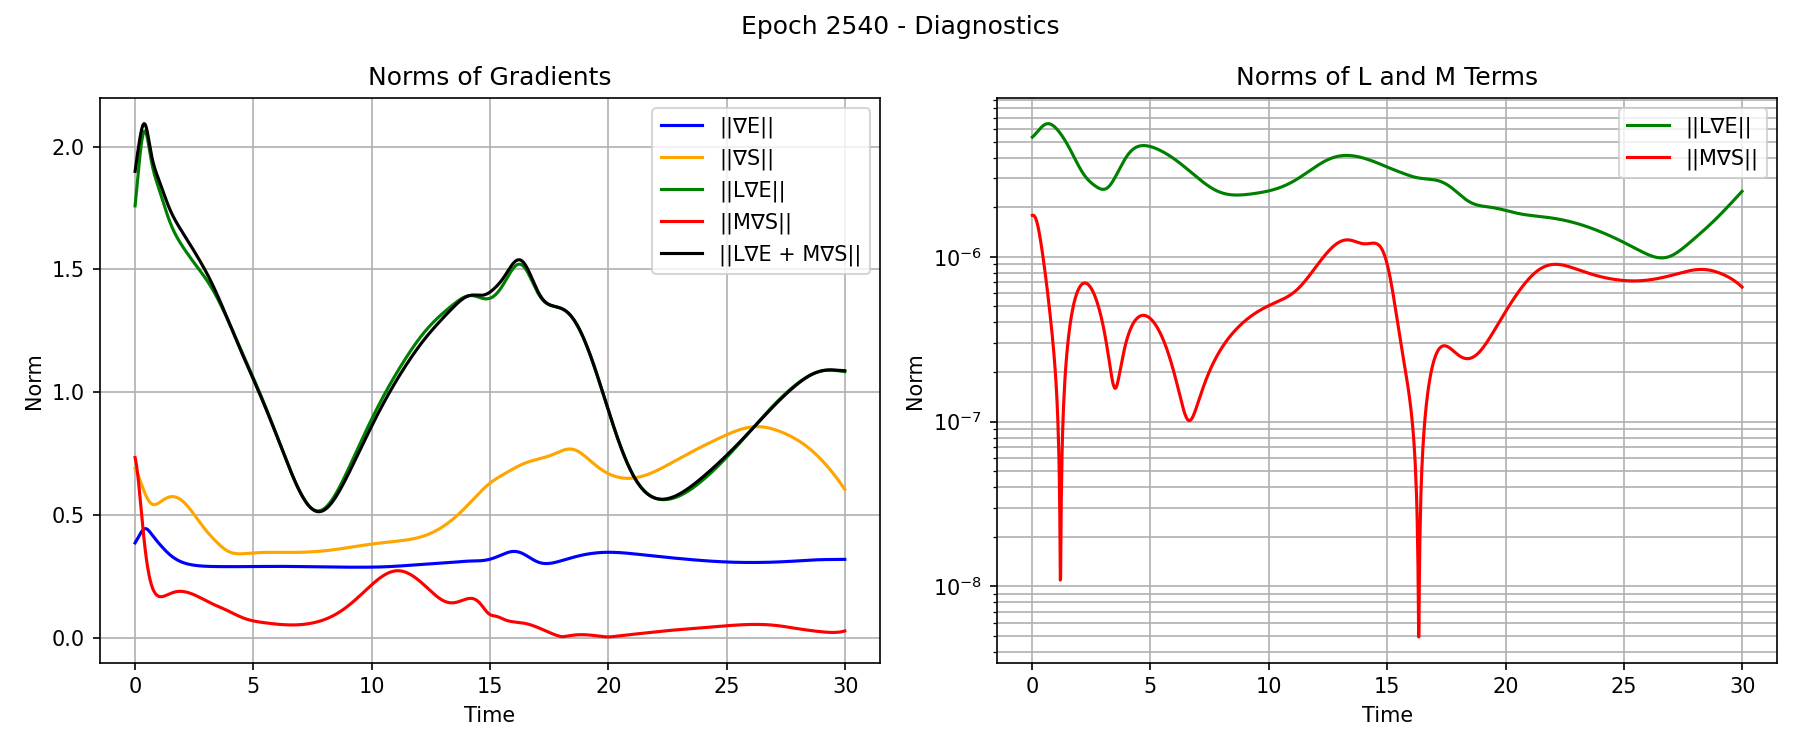 Epoch 2540 - Diagnostics
Norms of Gradients
Norm
2.0
1.5
1.0
0.5
0.0
||∇E||
||∇S||
||L∇E||
||M∇S||
||L∇E + M∇S||
0 5 10 15 20 25 30
Time
Norms of L and M Terms
Norm
10⁻⁶
10⁻⁷
10⁻⁸
||L∇E||
||M∇S||
0 5 10 15 20 25 30
Time